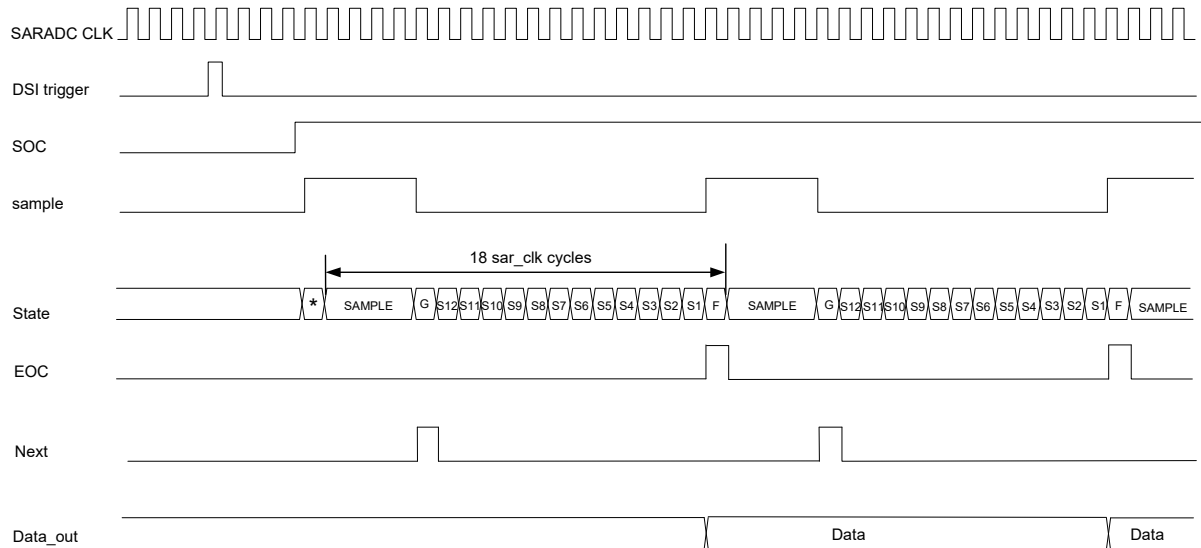 SARADC CLK
DSI trigger
SOC
sample
18 sar_clk cycles
State * SAMPLE G S12 S11 S10 S9 S8 S7 S6 S5 S4 S3 S2 S1 F SAMPLE G S12 S11 S10 S9 S8 S7 S6 S5 S4 S3 S2 S1 F SAMPLE
EOC
Next
Data_out Data Data